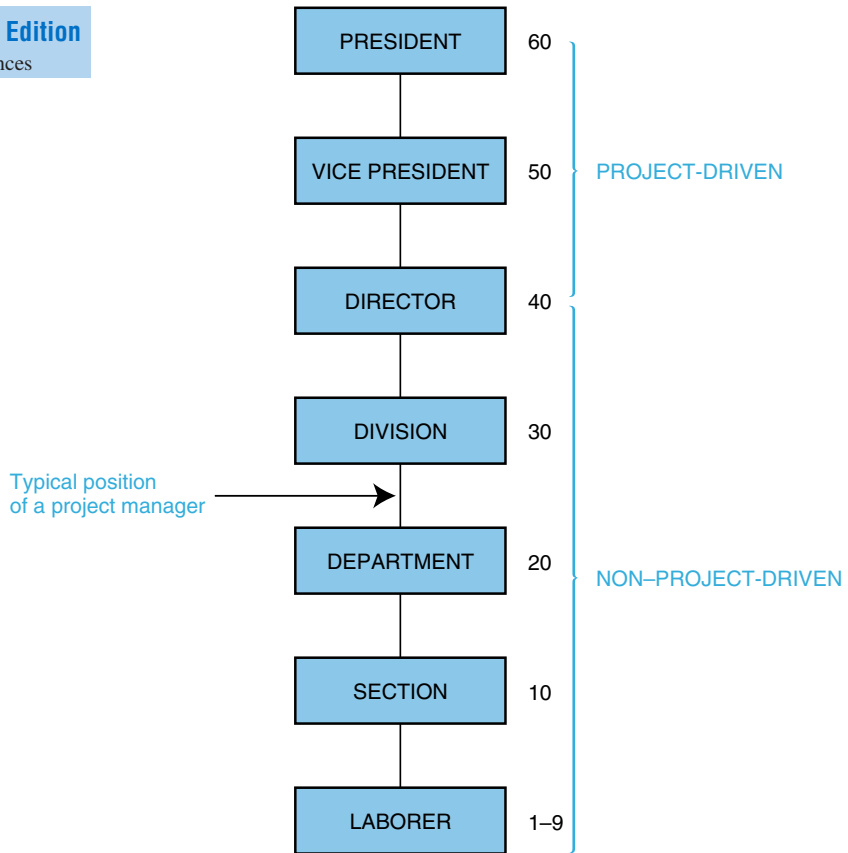 Edition
nces
PRESIDENT 60
VICE PRESIDENT 50 PROJECT-DRIVEN
DIRECTOR 40
DIVISION 30
Typical position
of a project manager
DEPARTMENT 20
NON–PROJECT-DRIVEN
SECTION 10
LABORER 1–9